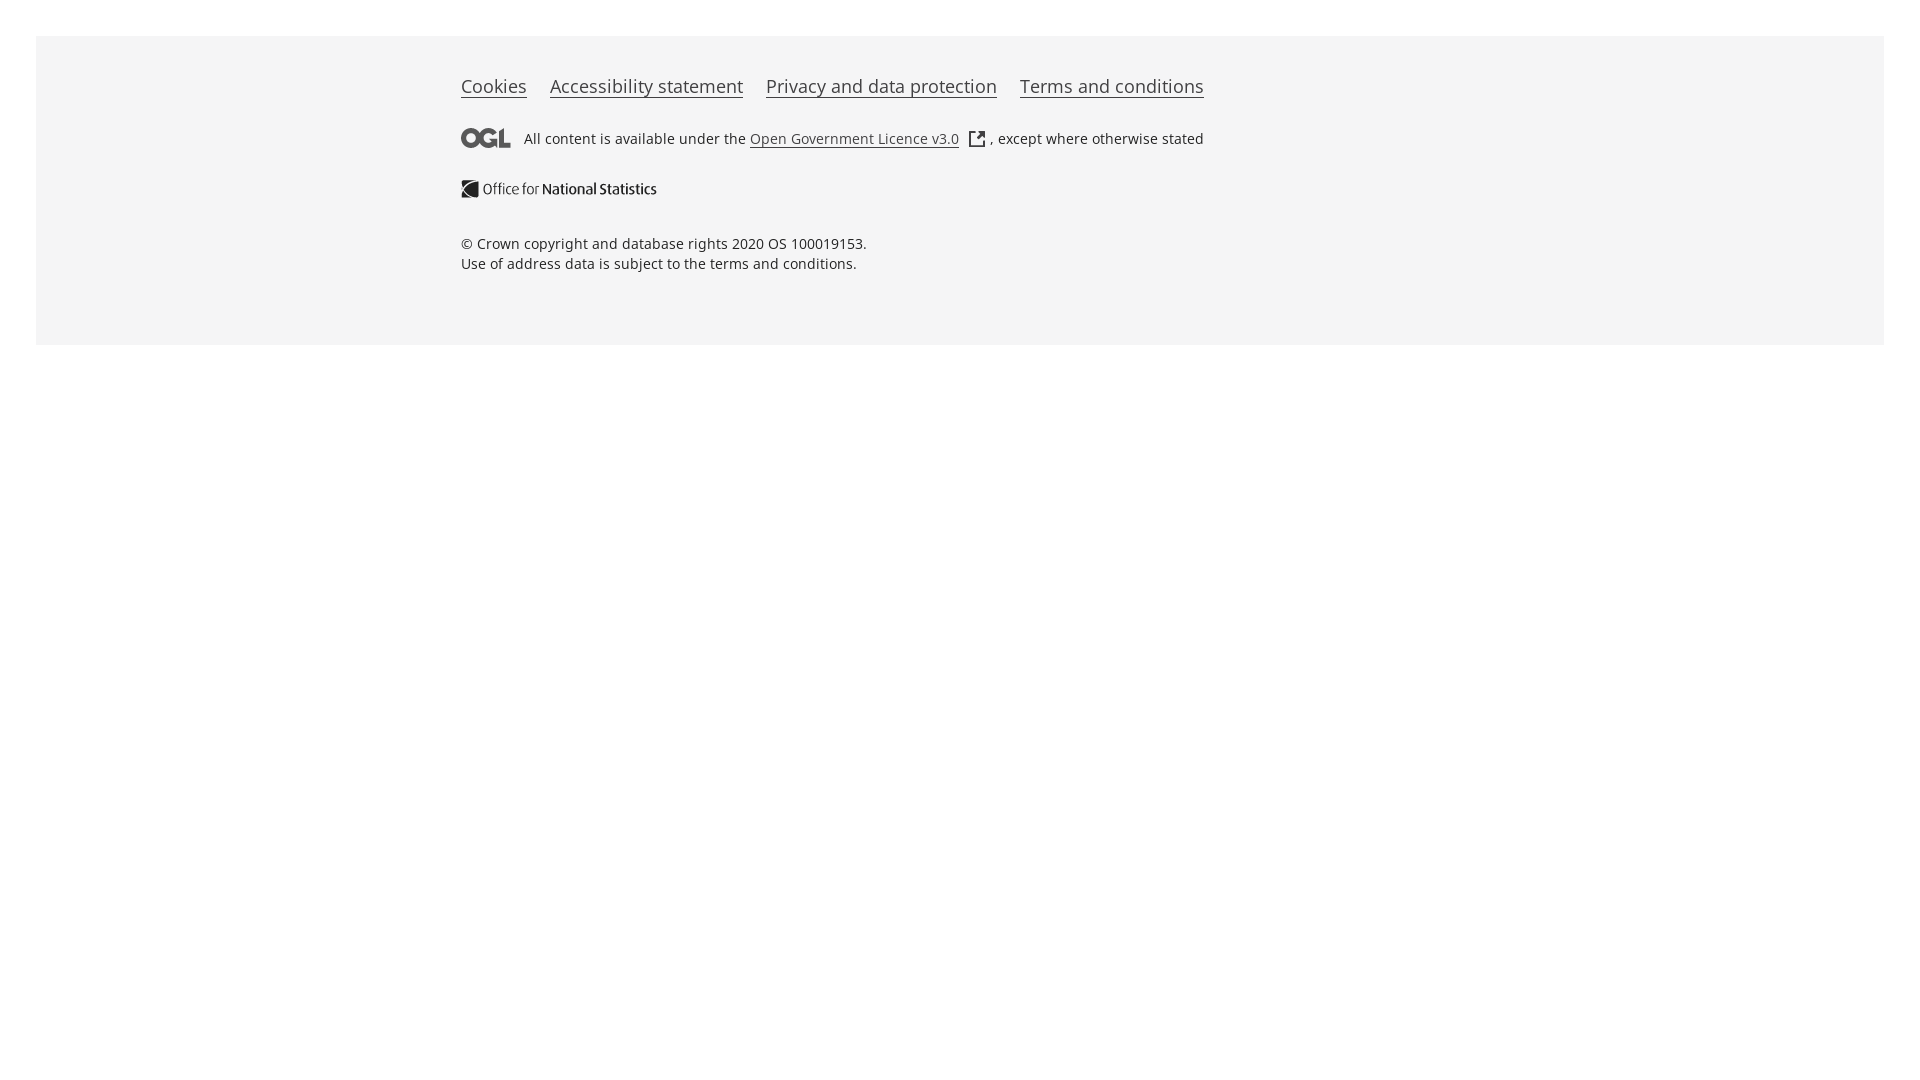 Cookies Accessibility statement Privacy and data protection Terms and conditions
OGL All content is available under the Open Government Licence v3.0 , except where otherwise stated
Office for National Statistics
© Crown copyright and database rights 2020 OS 100019153.
Use of address data is subject to the terms and conditions.